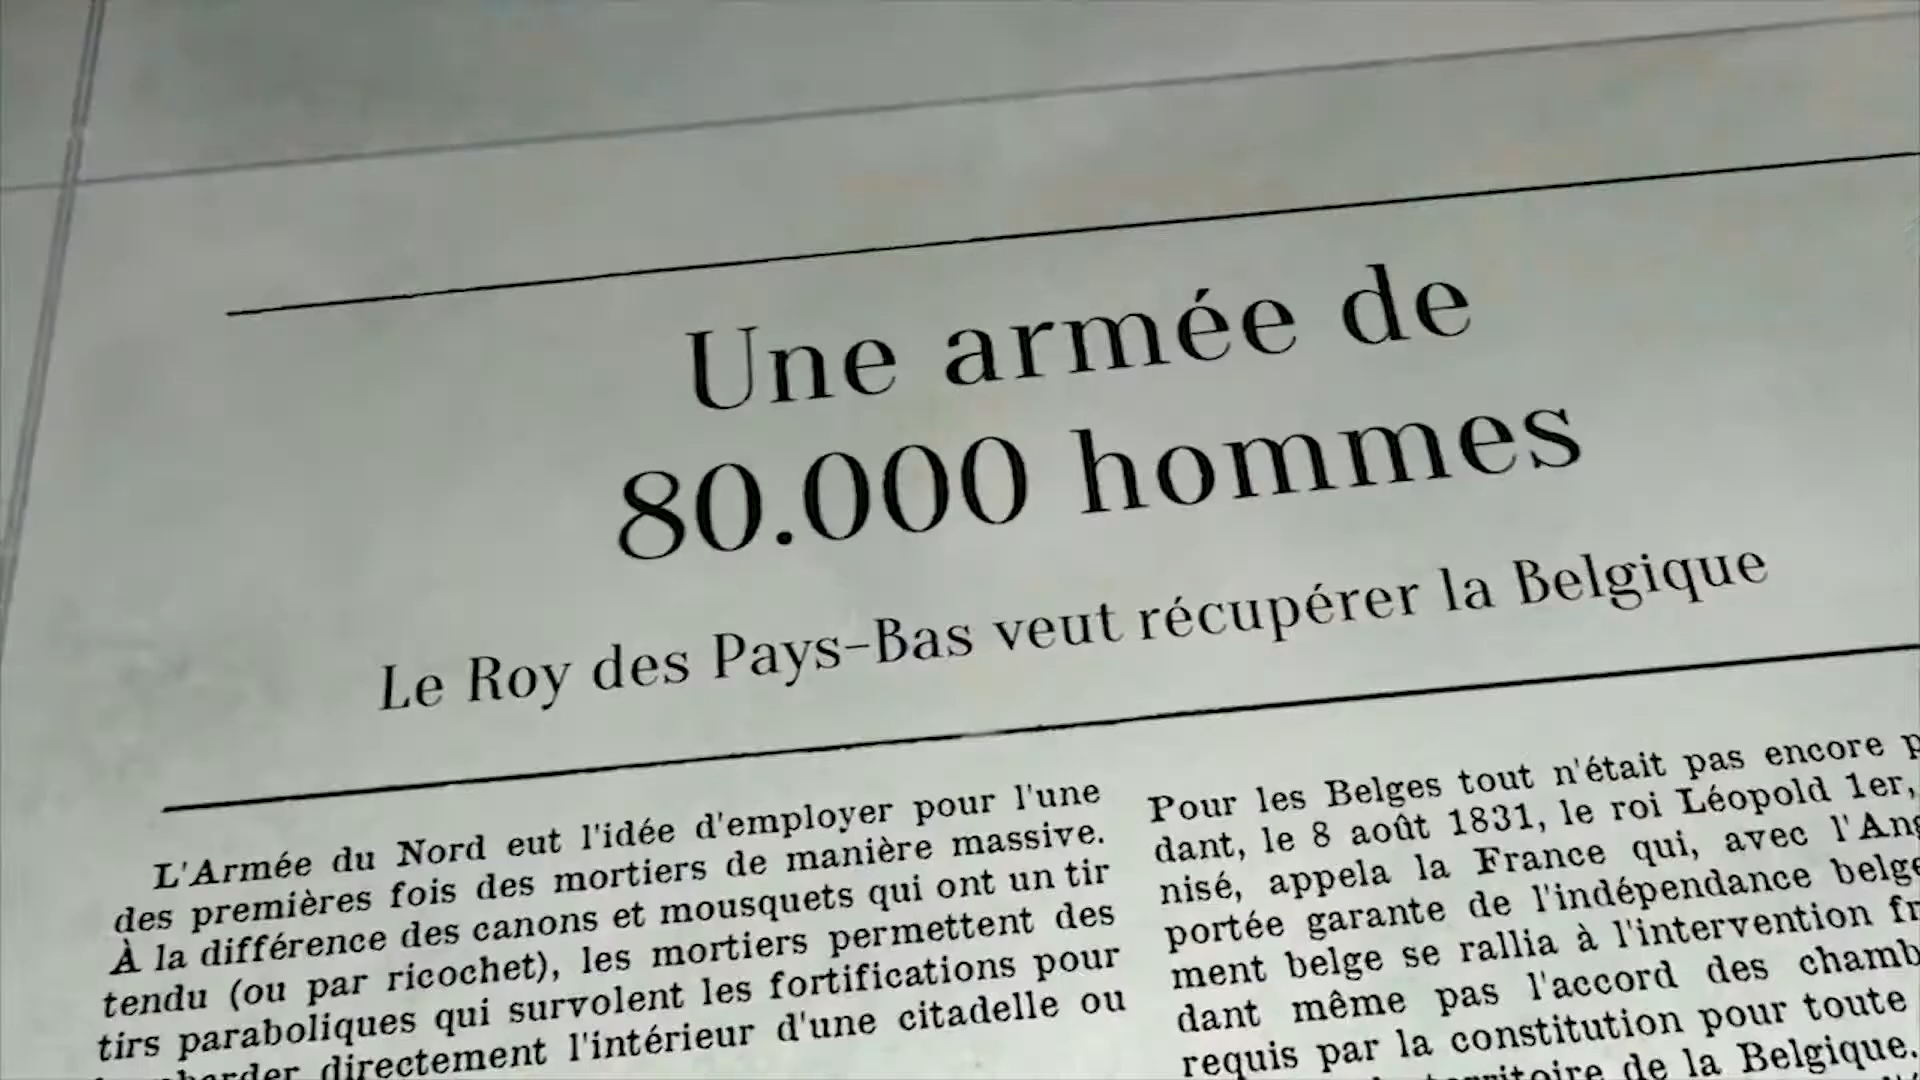 Une armée de
80.000 hommes
Le Roy des Pays-Bas veut récupérer la Belgique
L'Armée du Nord eut l'idée d'employer pour l'une
des premières fois des mortiers de manière massive.
À la différence des canons et mousquets qui ont un tir
tendu (ou par ricochet), les mortiers permettent des
tirs paraboliques qui survolent les fortifications pour
directement l'intérieur d'une citadelle ou
Pour les Belges tout n'était pas encore
dant, le 8 août 1831, le roi Léopold 1er,
nisé, appela la France qui, avec l'Ang
portée garante de l'indépendance belge
ment belge se rallia à l'intervention fr
dant même pas l'accord des chamb
requis par la constitution pour toute
de la Belgique.